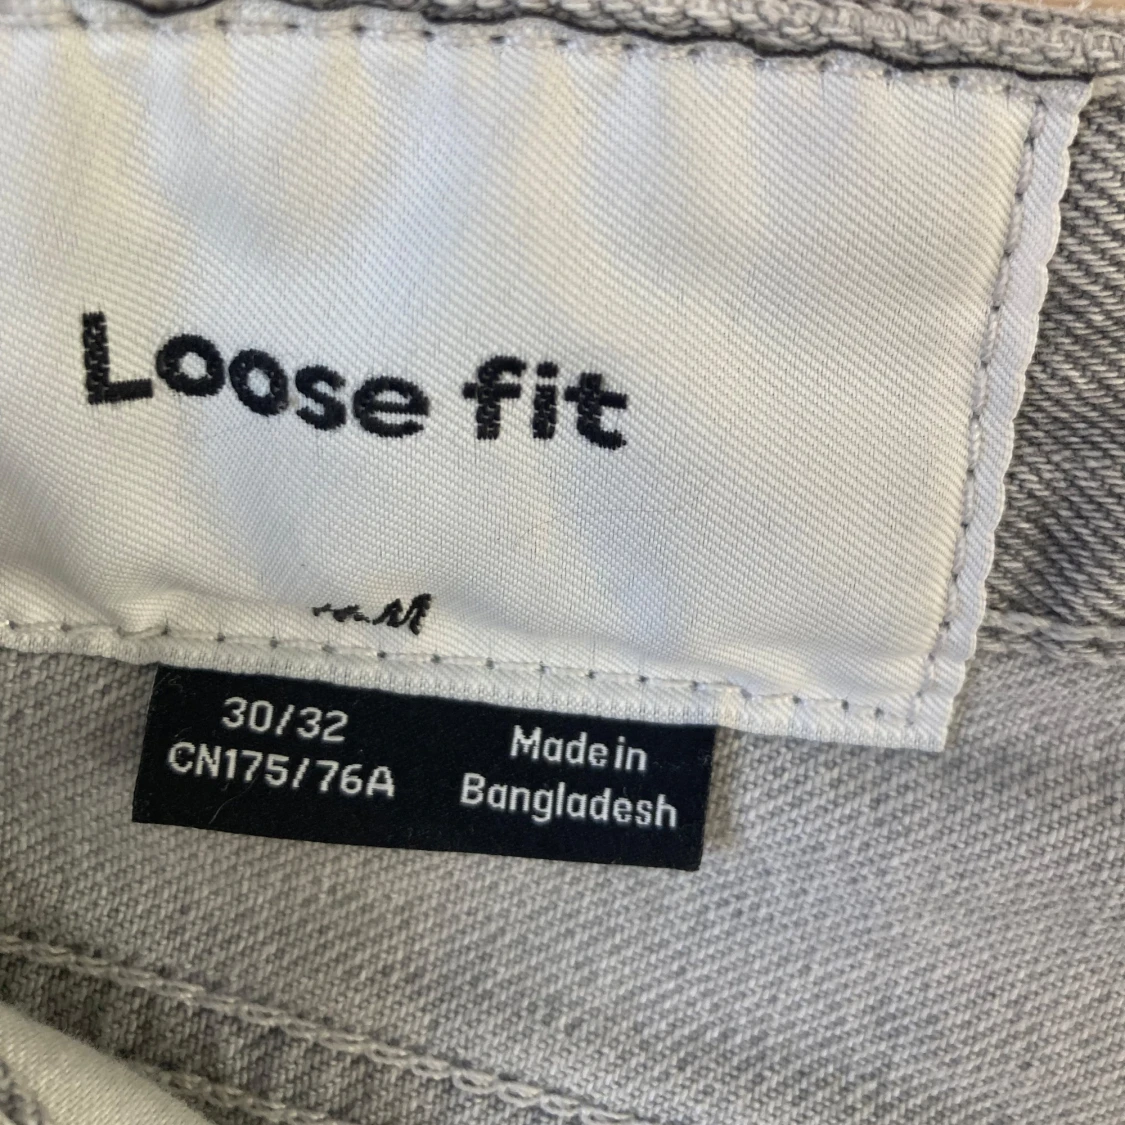 Loose fit
30/32
CN175/76A
Made in
Bangladesh